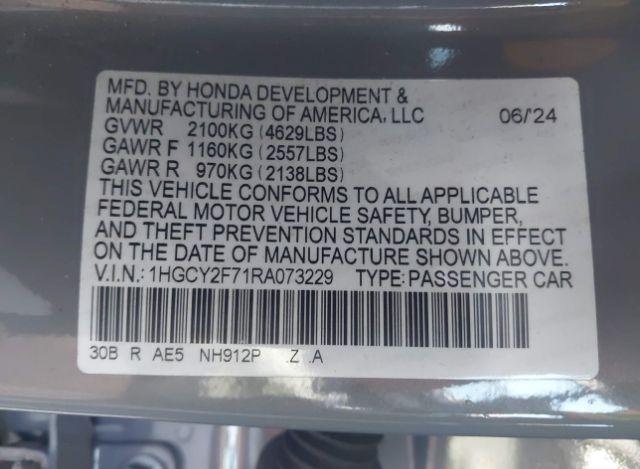 MFD. BY HONDA DEVELOPMENT &
MANUFACTURING OF AMERICA, LLC 06/'24
GVWR 2100KG (4629LBS)
GAWR F 1160KG (2557LBS)
GAWR R 970KG (2138LBS)
THIS VEHICLE CONFORMS TO ALL APPLICABLE
FEDERAL MOTOR VEHICLE SAFETY, BUMPER,
AND THEFT PREVENTION STANDARDS IN EFFECT
ON THE DATE OF MANUFACTURE SHOWN ABOVE.
V.I.N.: 1HGCY2F71RA073229 TYPE: PASSENGER CAR
30B R AE5 NH912P .Z .A